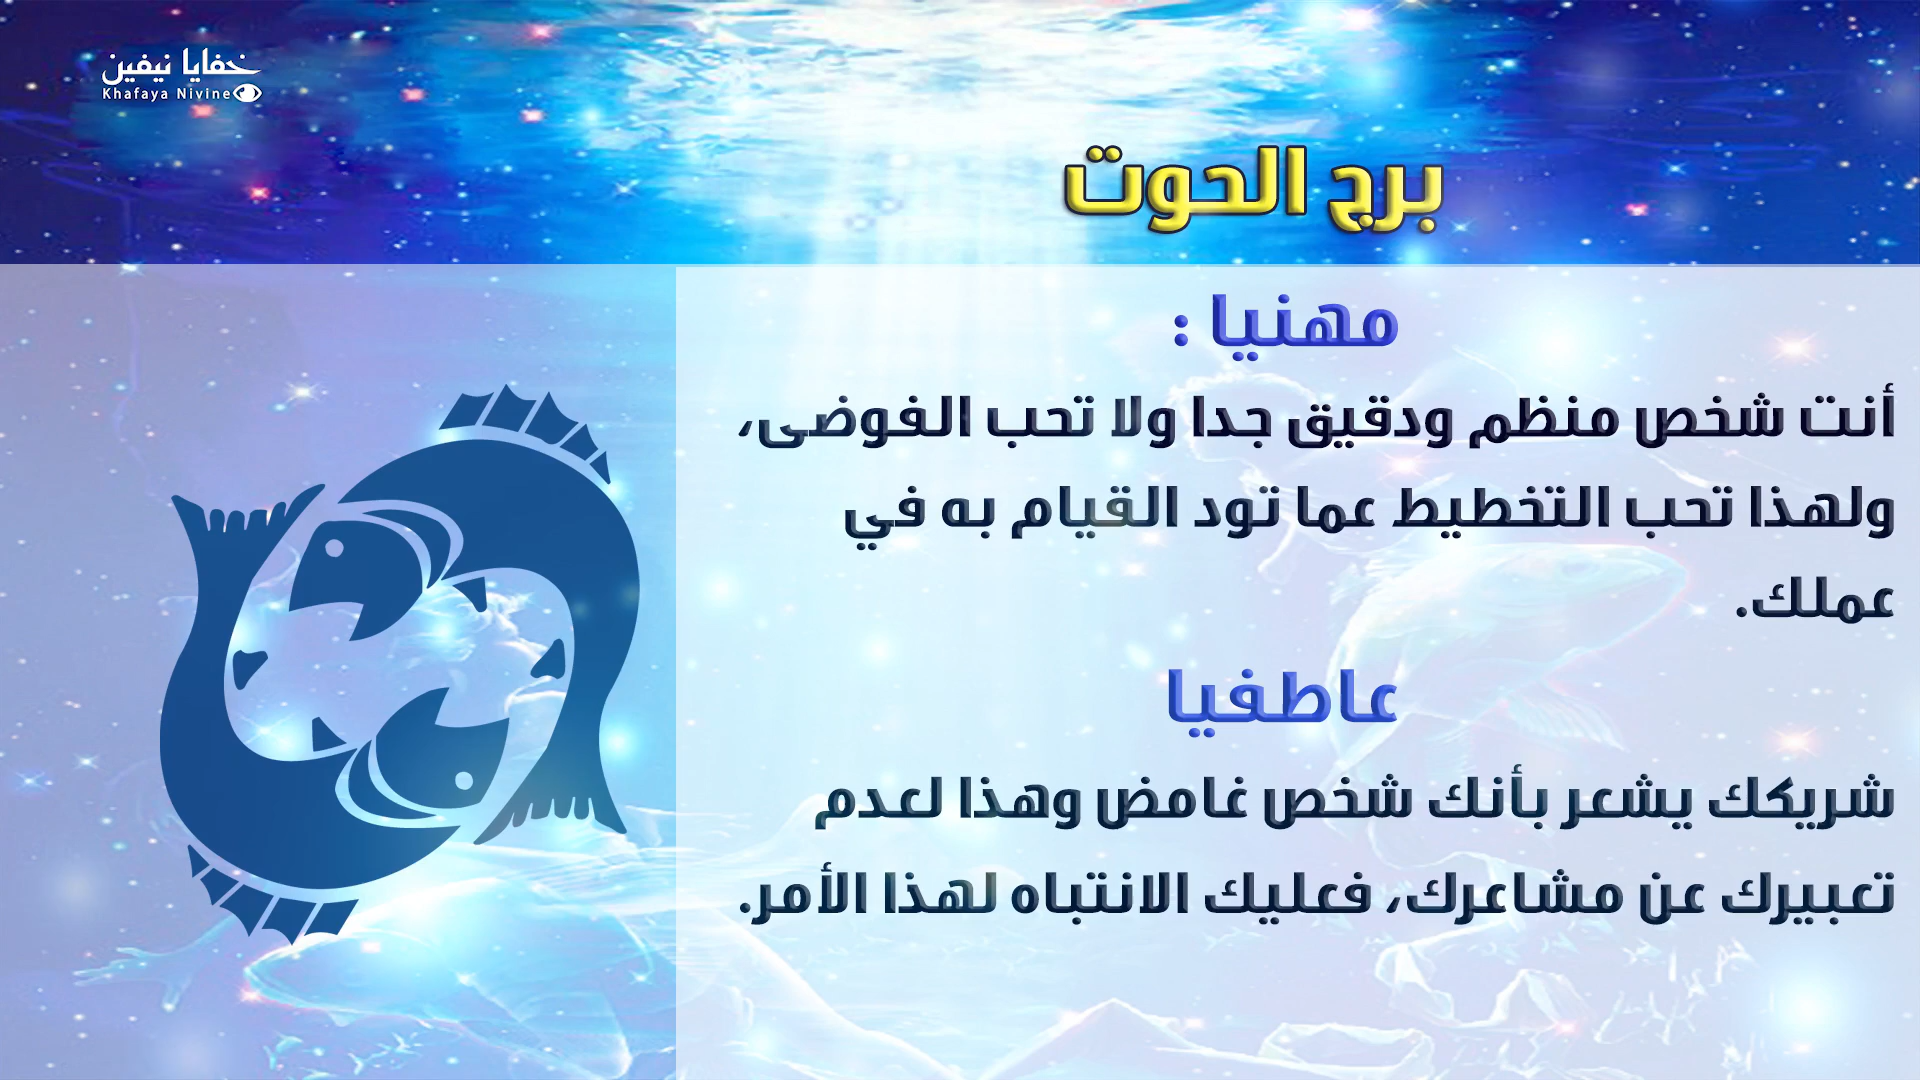 خفايا نيفين
Khafaya Nivine
برج الحوت
مهنيا :
أنت شخص منظم ودقيق جدا ولا تحب الفوضى،
ولهذا تحب التخطيط عما تود القيام به في
عملك.
عاطفيا
شريكك يشعر بأنك شخص غامض وهذا لعدم
تعبيرك عن مشاعرك، فعليك الانتباه لهذا الأمر.